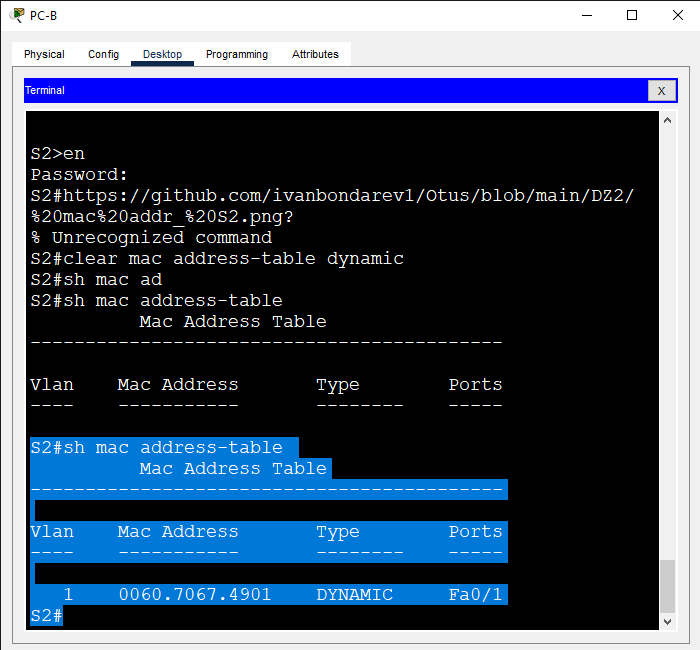 PC-B
Physical Config Desktop Programming Attributes
Terminal X
S2>en
Password:
S2#https://github.com/ivanbondarev1/Otus/blob/main/DZ2/
%20mac%20addr_%20S2.png?
% Unrecognized command
S2#clear mac address-table dynamic
S2#sh mac ad
S2#sh mac address-table
Mac Address Table
-------------------------------------------
Vlan Mac Address Type Ports
---- ----------- -------- -----
S2#sh mac address-table
Mac Address Table
-------------------------------------------
Vlan Mac Address Type Ports
---- ----------- -------- -----
1 0060.7067.4901 DYNAMIC Fa0/1
S2#